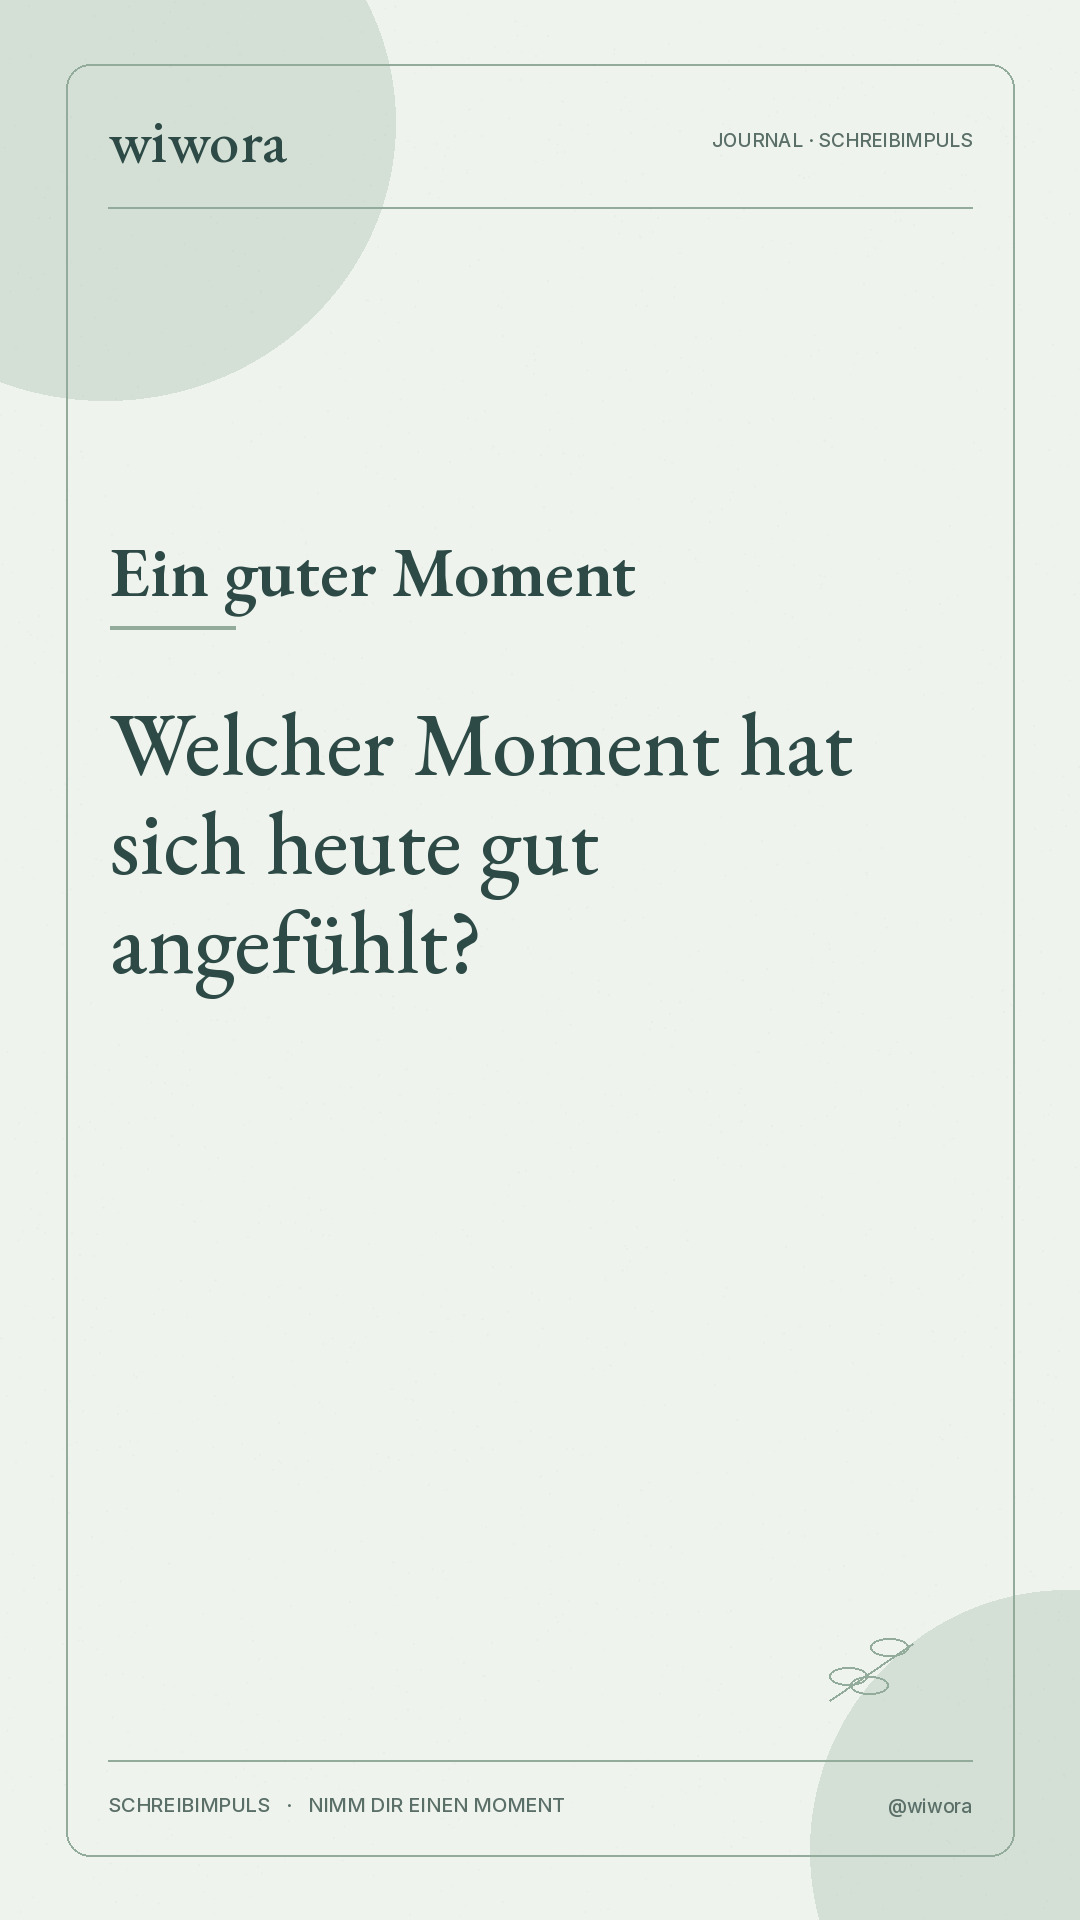 wiwora
JOURNAL · SCHREIBIMPULS
Ein guter Moment
Welcher Moment hat
sich heute gut
angefühlt?
SCHREIBIMPULS · NIMM DIR EINEN MOMENT
@wiwora